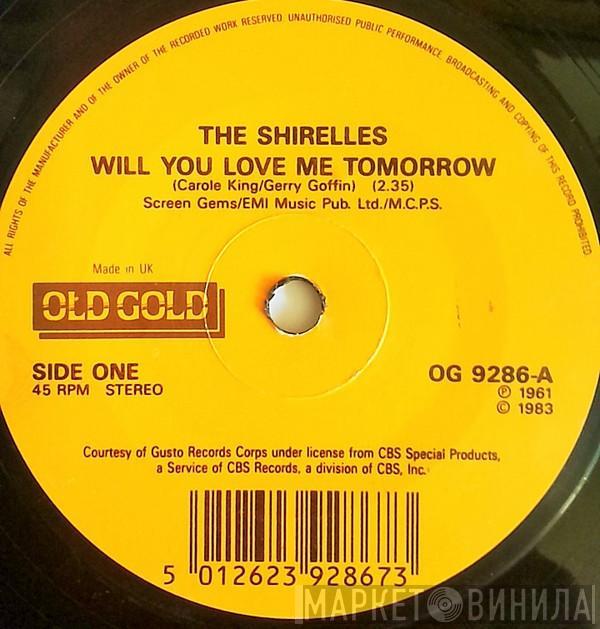 ALL RIGHTS OF THE MANUFACTURER AND OF THE OWNER OF THE RECORDED WORK RESERVED UNAUTHORISED PUBLIC PERFORMANCE, BROADCASTING AND COPYING OF THIS RECORD PROHIBITED
THE SHIRELLES
WILL YOU LOVE ME TOMORROW
(Carole King/Gerry Goffin) (2.35)
Screen Gems/EMI Music Pub. Ltd./M.C.P.S.
Made in UK
OLD GOLD
SIDE ONE
45 RPM STEREO
OG 9286-A
℗ 1961
© 1983
Courtesy of Gusto Records Corps under license from CBS Special Products,
a Service of CBS Records, a division of CBS, Inc.
5 012623 928673
МАРКЕТ ВИНИЛА